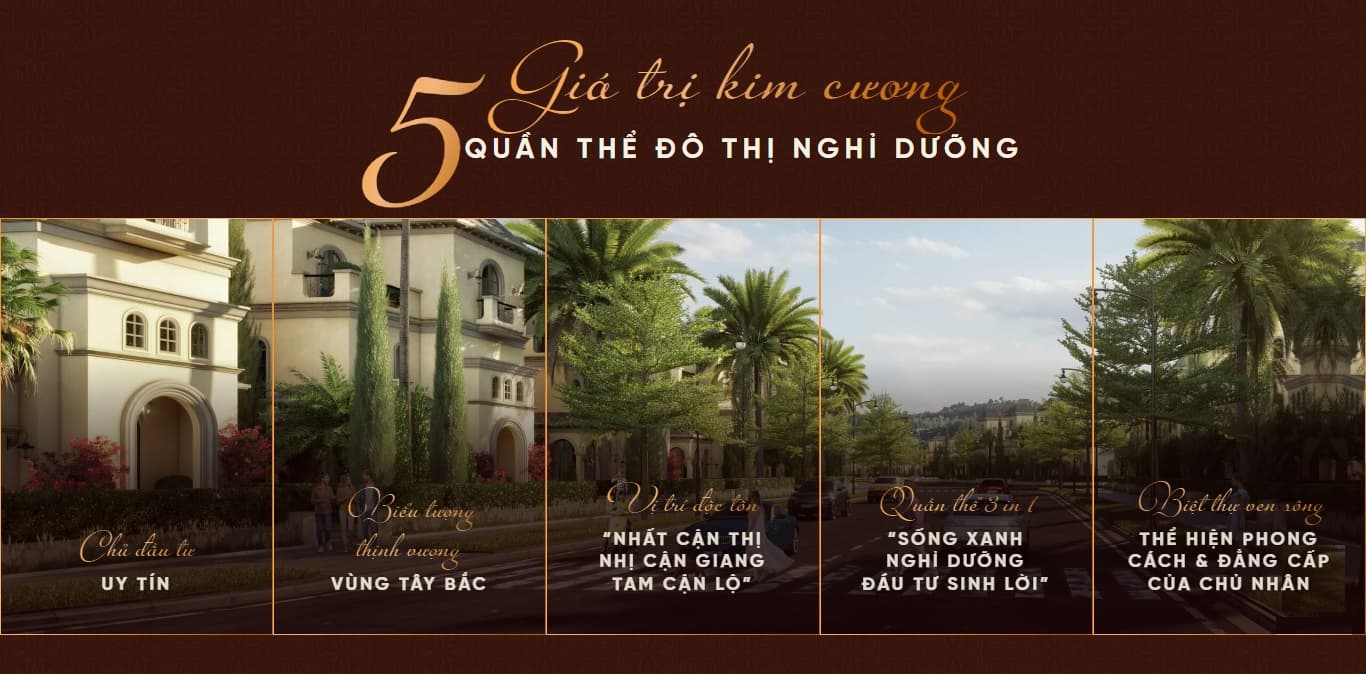 5 Giá trị kim cương
QUẦN THỂ ĐÔ THỊ NGHỈ DƯỠNG
Chủ đầu tư
UY TÍN
Biểu tượng
thịnh vượng
VÙNG TÂY BẮC
Vị trí độc tôn
“NHẤT CẬN THỊ
NHỊ CẬN GIANG
TAM CẬN LỘ”
Quần thể 3 in 1
“SỐNG XANH
NGHỈ DƯỠNG
ĐẦU TƯ SINH LỜI”
Biệt thự ven sông
THỂ HIỆN PHONG
CÁCH & ĐẲNG CẤP
CỦA CHỦ NHÂN